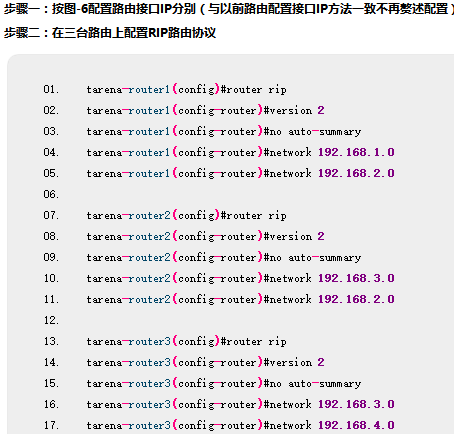 步骤一：按图-6配置路由接口IP分别（与以前路由配置接口IP方法一致不再整述配置）
步骤二：在三台路由上配置RIP路由协议
01. tarena-router1(config)#router rip
02. tarena-router1(config-router)#version 2
03. tarena-router1(config-router)#no auto-summary
04. tarena-router1(config-router)#network 192.168.1.0
05. tarena-router1(config-router)#network 192.168.2.0
06.
07. tarena-router2(config)#router rip
08. tarena-router2(config-router)#version 2
09. tarena-router2(config-router)#no auto-summary
10. tarena-router2(config-router)#network 192.168.3.0
11. tarena-router2(config-router)#network 192.168.2.0
12.
13. tarena-router3(config)#router rip
14. tarena-router3(config-router)#version 2
15. tarena-router3(config-router)#no auto-summary
16. tarena-router3(config-router)#network 192.168.3.0
17. tarena-router3(config-router)#network 192.168.4.0